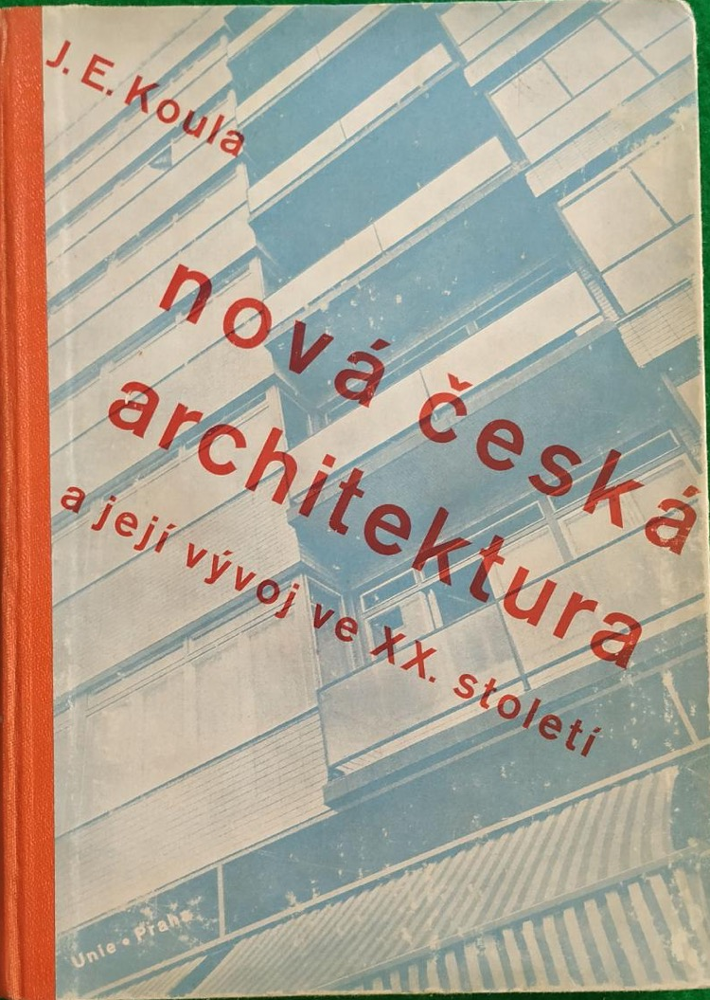 J. E. Koula
nová česká
architektura
a její vývoj ve XX. století
Unie • Praha